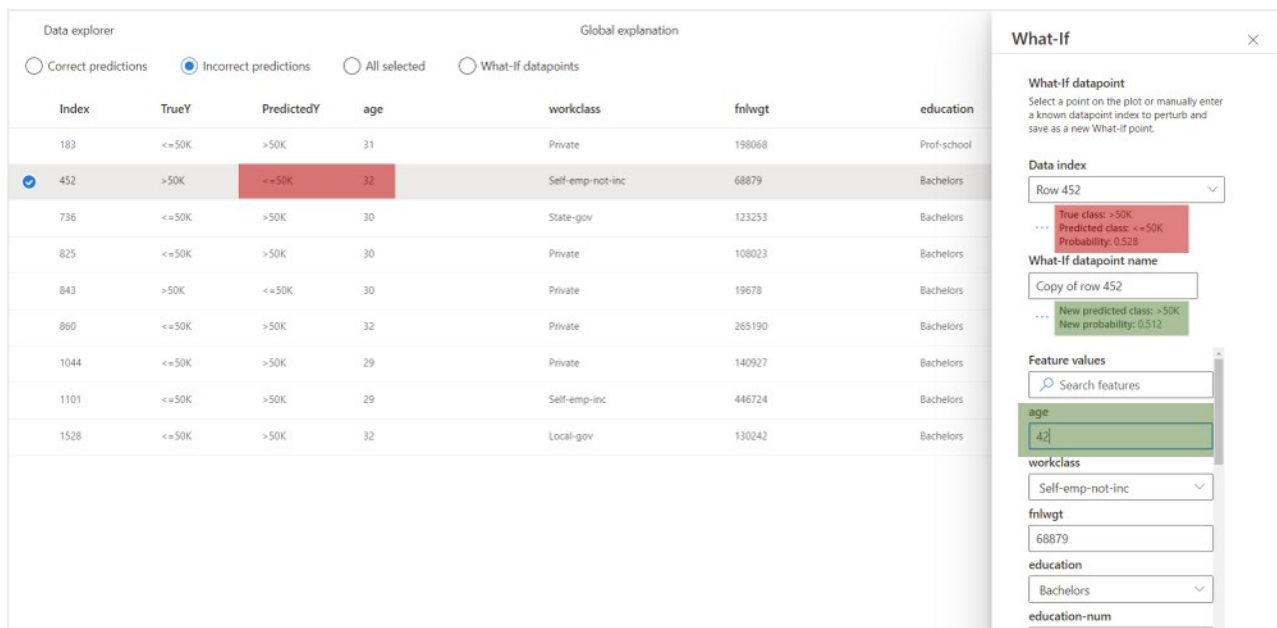 Data explorer Global explanation
Correct predictions Incorrect predictions All selected What-If datapoints
Index TrueY PredictedY age workclass fnlwgt education
183 <=50K >50K 31 Private 198068 Prof-school
452 >50K <=50K 32 Self-emp-not-inc 68879 Bachelors
736 <=50K >50K 30 State-gov 123253 Bachelors
825 <=50K >50K 30 Private 108023 Bachelors
843 >50K <=50K 30 Private 19678 Bachelors
860 <=50K >50K 32 Private 265190 Bachelors
1044 <=50K >50K 29 Private 140927 Bachelors
1101 <=50K >50K 29 Self-emp-inc 446724 Bachelors
1528 <=50K >50K 32 Local-gov 130242 Bachelors
What-If
What-If datapoint
Select a point on the plot or manually enter
a known datapoint index to perturb and
save as a new What-If point.
Data index
Row 452
... True class: >50K
Predicted class: <=50K
Probability: 0.528
What-If datapoint name
Copy of row 452
... New predicted class: >50K
New probability: 0.512
Feature values
Search features
age
42
workclass
Self-emp-not-inc
fnlwgt
68879
education
Bachelors
education-num